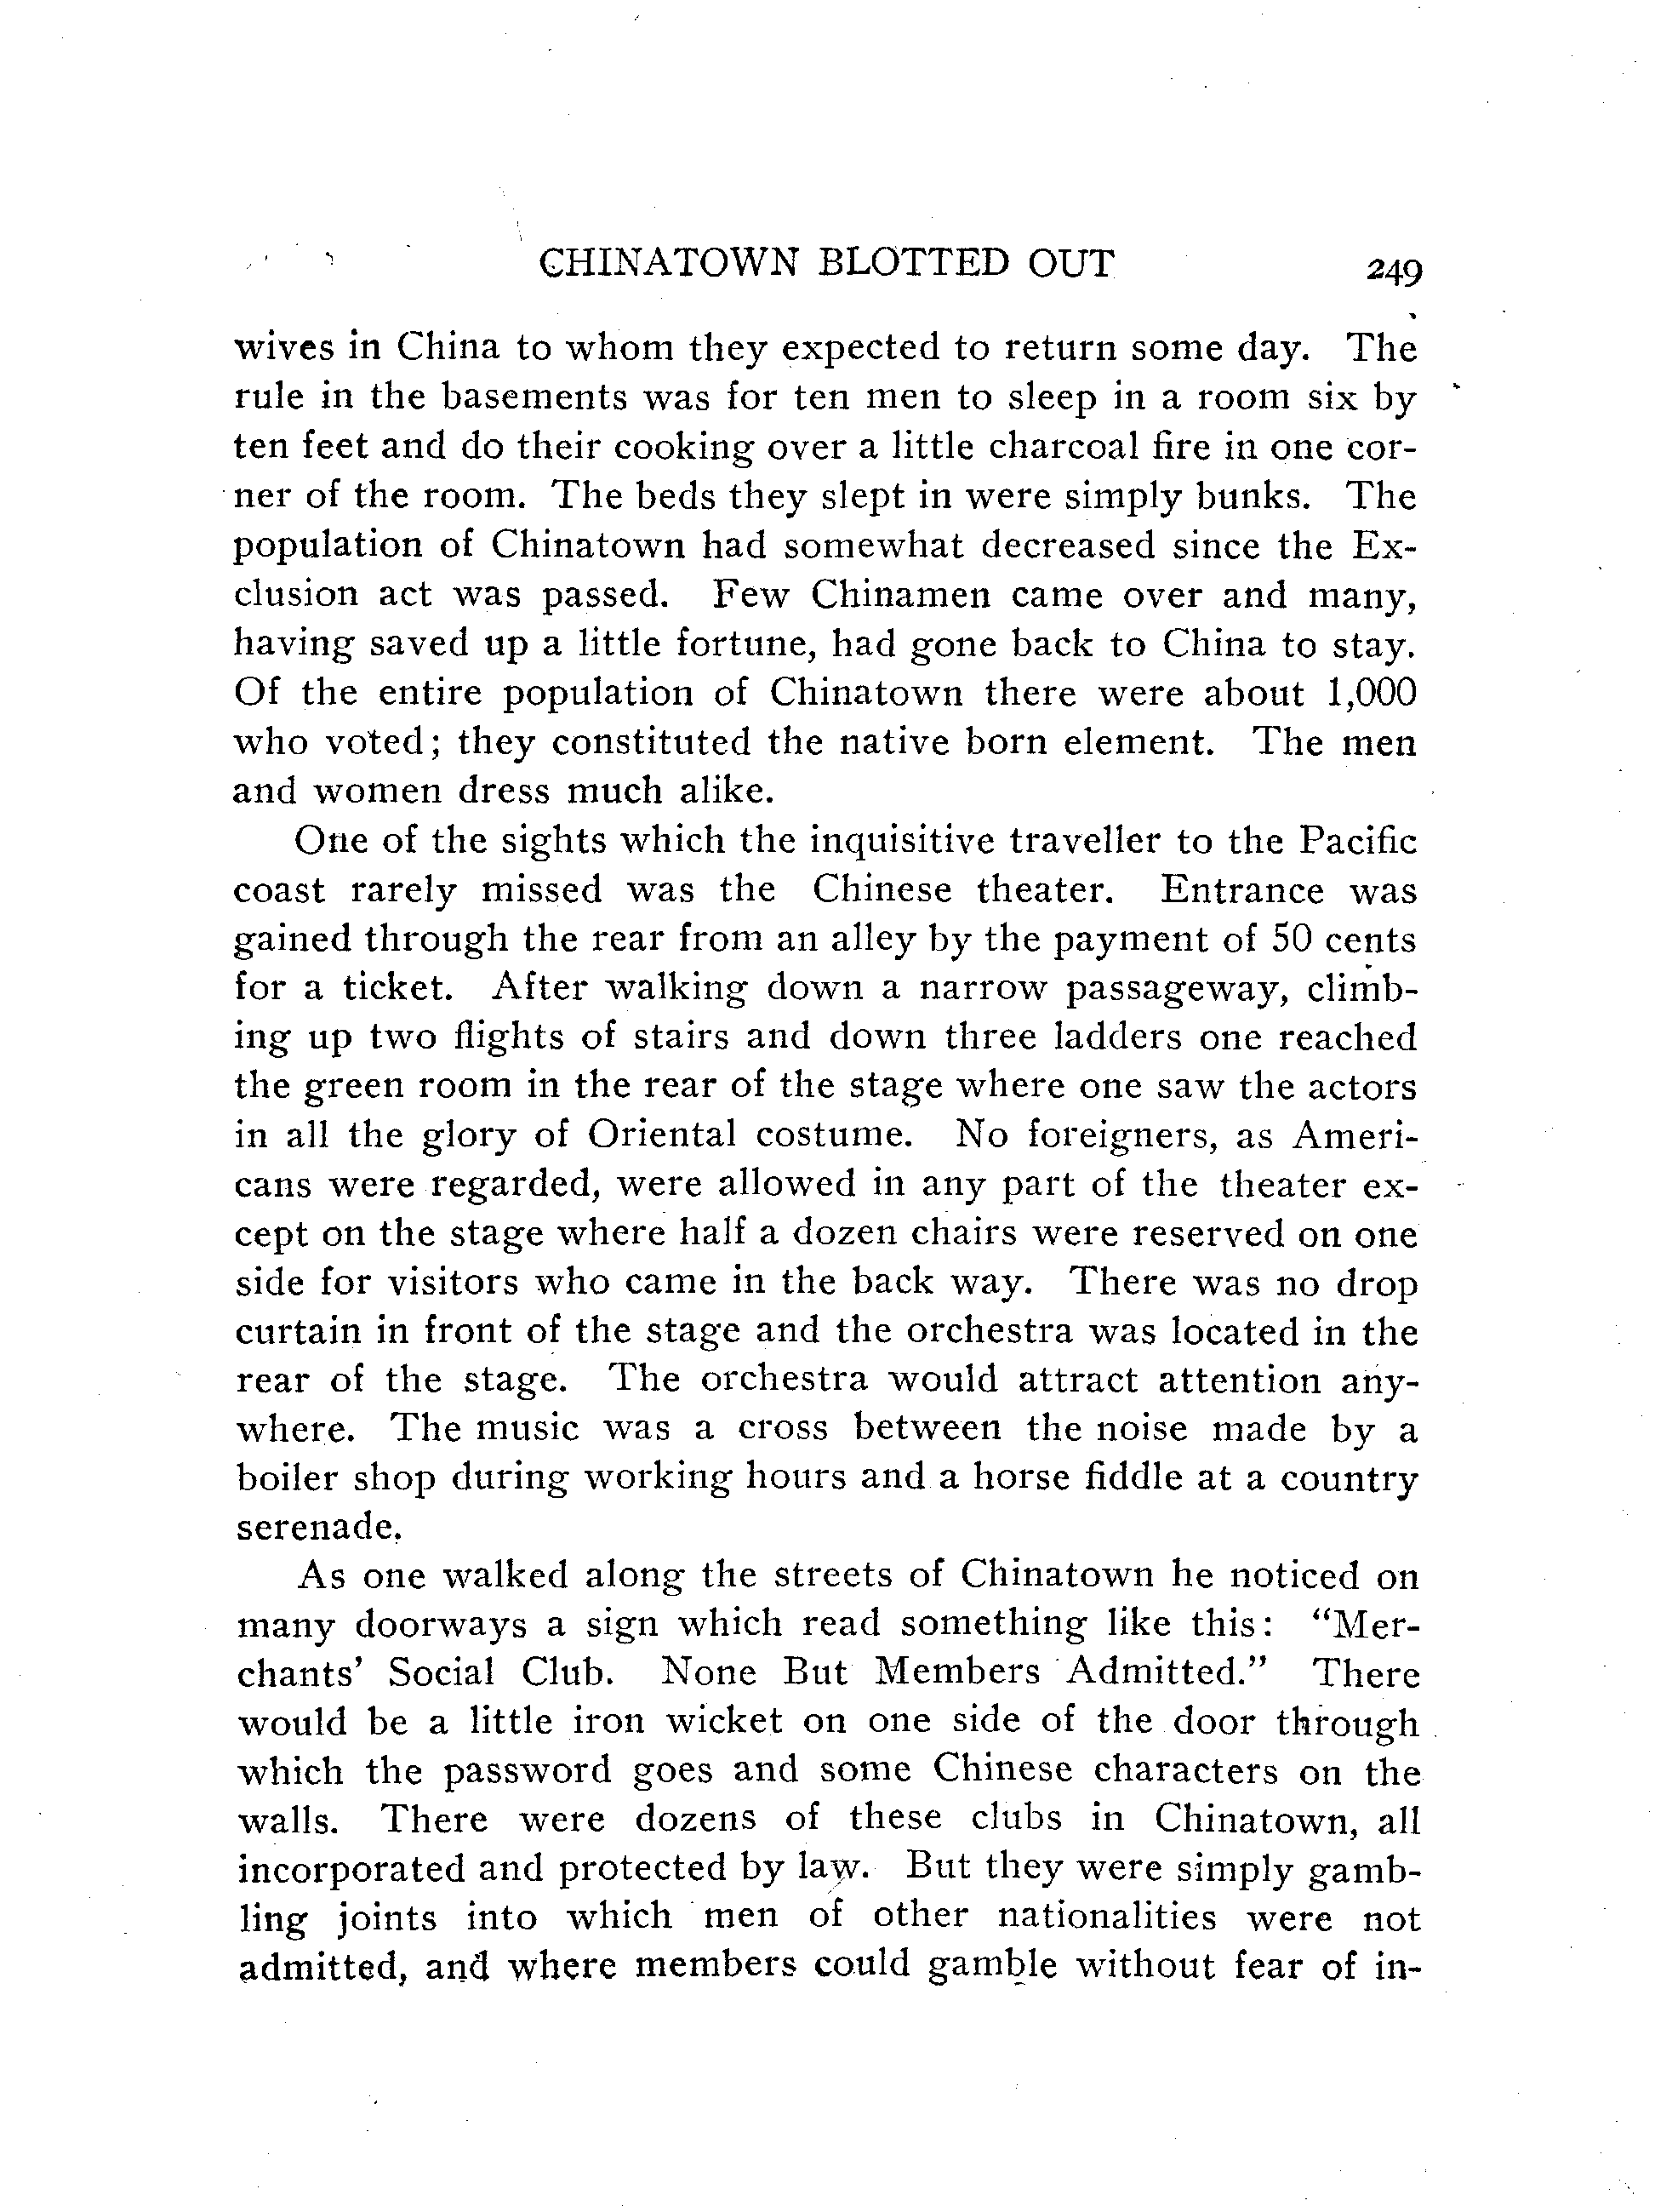 CHINATOWN BLOTTED OUT 249
wives in China to whom they expected to return some day. The
rule in the basements was for ten men to sleep in a room six by
ten feet and do their cooking over a little charcoal fire in one cor-
ner of the room. The beds they slept in were simply bunks. The
population of Chinatown had somewhat decreased since the Ex-
clusion act was passed. Few Chinamen came over and many,
having saved up a little fortune, had gone back to China to stay.
Of the entire population of Chinatown there were about 1,000
who voted; they constituted the native born element. The men
and women dress much alike.
One of the sights which the inquisitive traveller to the Pacific
coast rarely missed was the Chinese theater. Entrance was
gained through the rear from an alley by the payment of 50 cents
for a ticket. After walking down a narrow passageway, climb-
ing up two flights of stairs and down three ladders one reached
the green room in the rear of the stage where one saw the actors
in all the glory of Oriental costume. No foreigners, as Ameri-
cans were regarded, were allowed in any part of the theater ex-
cept on the stage where half a dozen chairs were reserved on one
side for visitors who came in the back way. There was no drop
curtain in front of the stage and the orchestra was located in the
rear of the stage. The orchestra would attract attention any-
where. The music was a cross between the noise made by a
boiler shop during working hours and a horse fiddle at a country
serenade.
As one walked along the streets of Chinatown he noticed on
many doorways a sign which read something like this: "Mer-
chants' Social Club. None But Members Admitted." There
would be a little iron wicket on one side of the door through
which the password goes and some Chinese characters on the
walls. There were dozens of these clubs in Chinatown, all
incorporated and protected by law. But they were simply gamb-
ling joints into which men of other nationalities were not
admitted, and where members could gamble without fear of in-